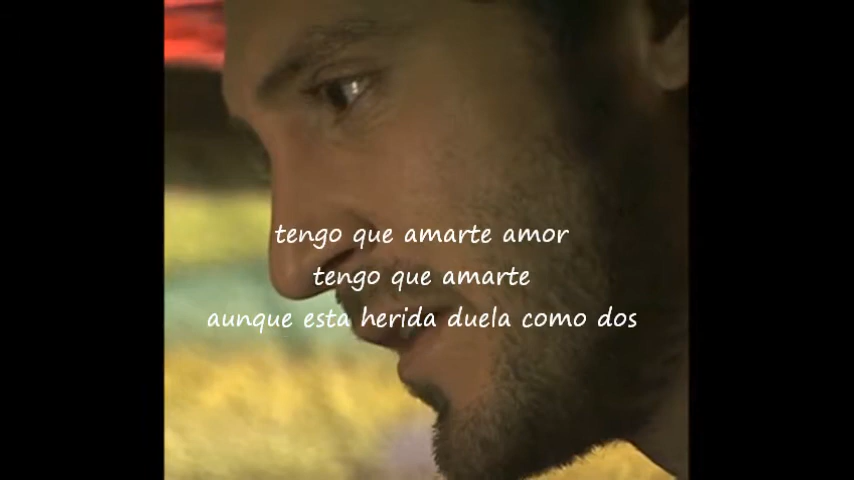 tengo que amarte amor
tengo que amarte
aunque esta herida duela como dos